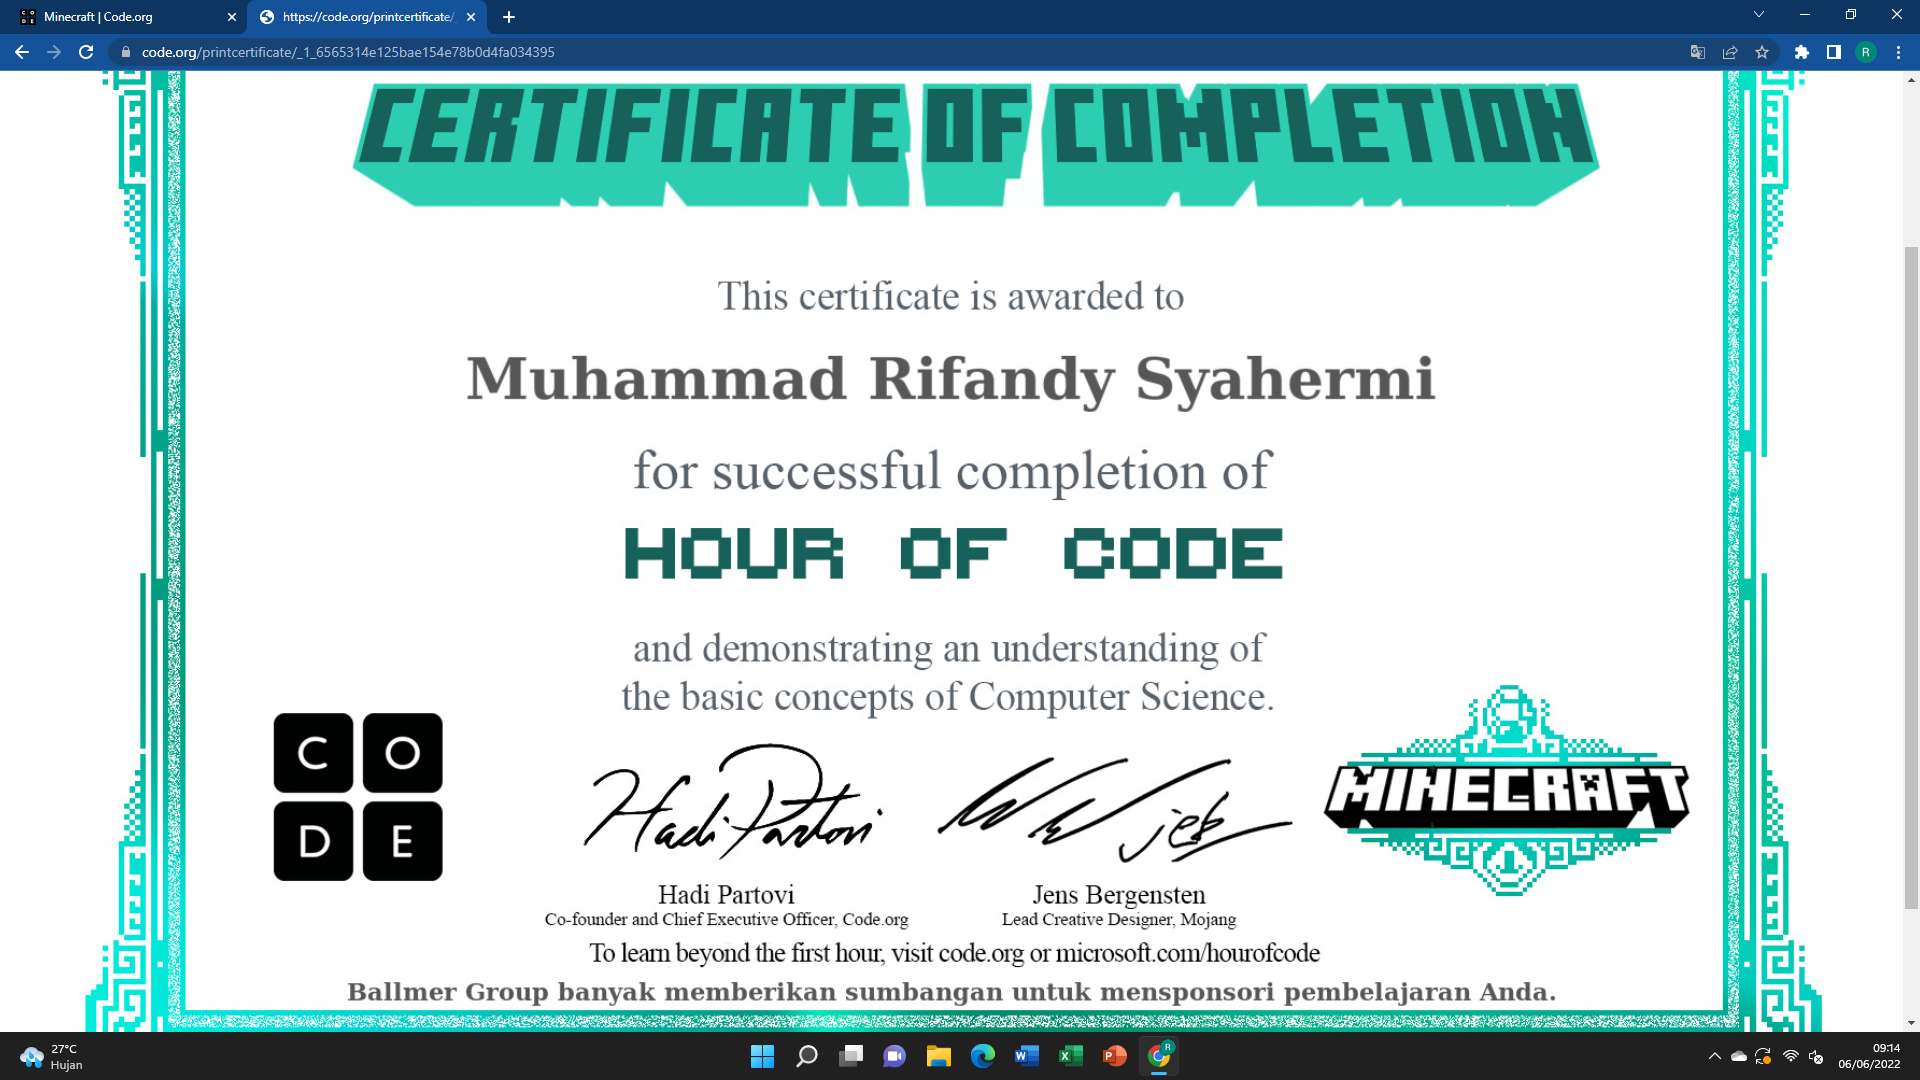 Minecraft | Code.org
https://code.org/printcertificate/_
code.org/printcertificate/_1_6565314e125bae154e78b0d4fa034395
R
CERTIFICATE OF COMPLETION
This certificate is awarded to
Muhammad Rifandy Syahermi
for successful completion of
HOUR OF CODE
and demonstrating an understanding of
the basic concepts of Computer Science.
C O
D E
MINECRAFT
Hadi Partovi
jeb
Hadi Partovi
Co-founder and Chief Executive Officer, Code.org
Jens Bergensten
Lead Creative Designer, Mojang
To learn beyond the first hour, visit code.org or microsoft.com/hourofcode
Ballmer Group banyak memberikan sumbangan untuk mensponsori pembelajaran Anda.
27°C
Hujan
09:14
06/06/2022